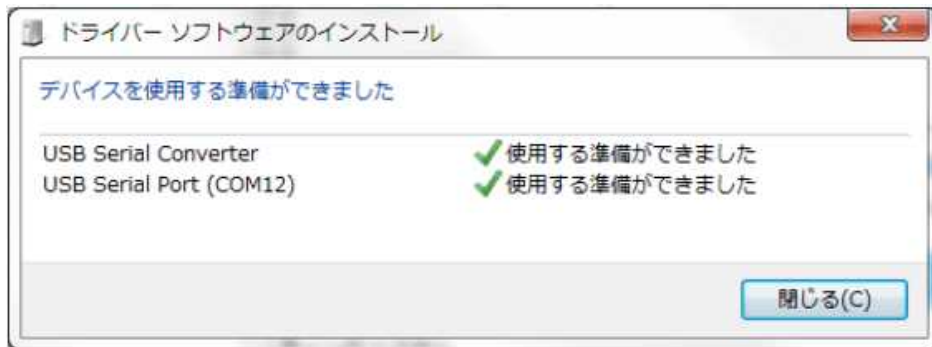 ドライバー ソフトウェアのインストール
デバイスを使用する準備ができました
USB Serial Converter 使用する準備ができました
USB Serial Port (COM12) 使用する準備ができました
閉じる(C)